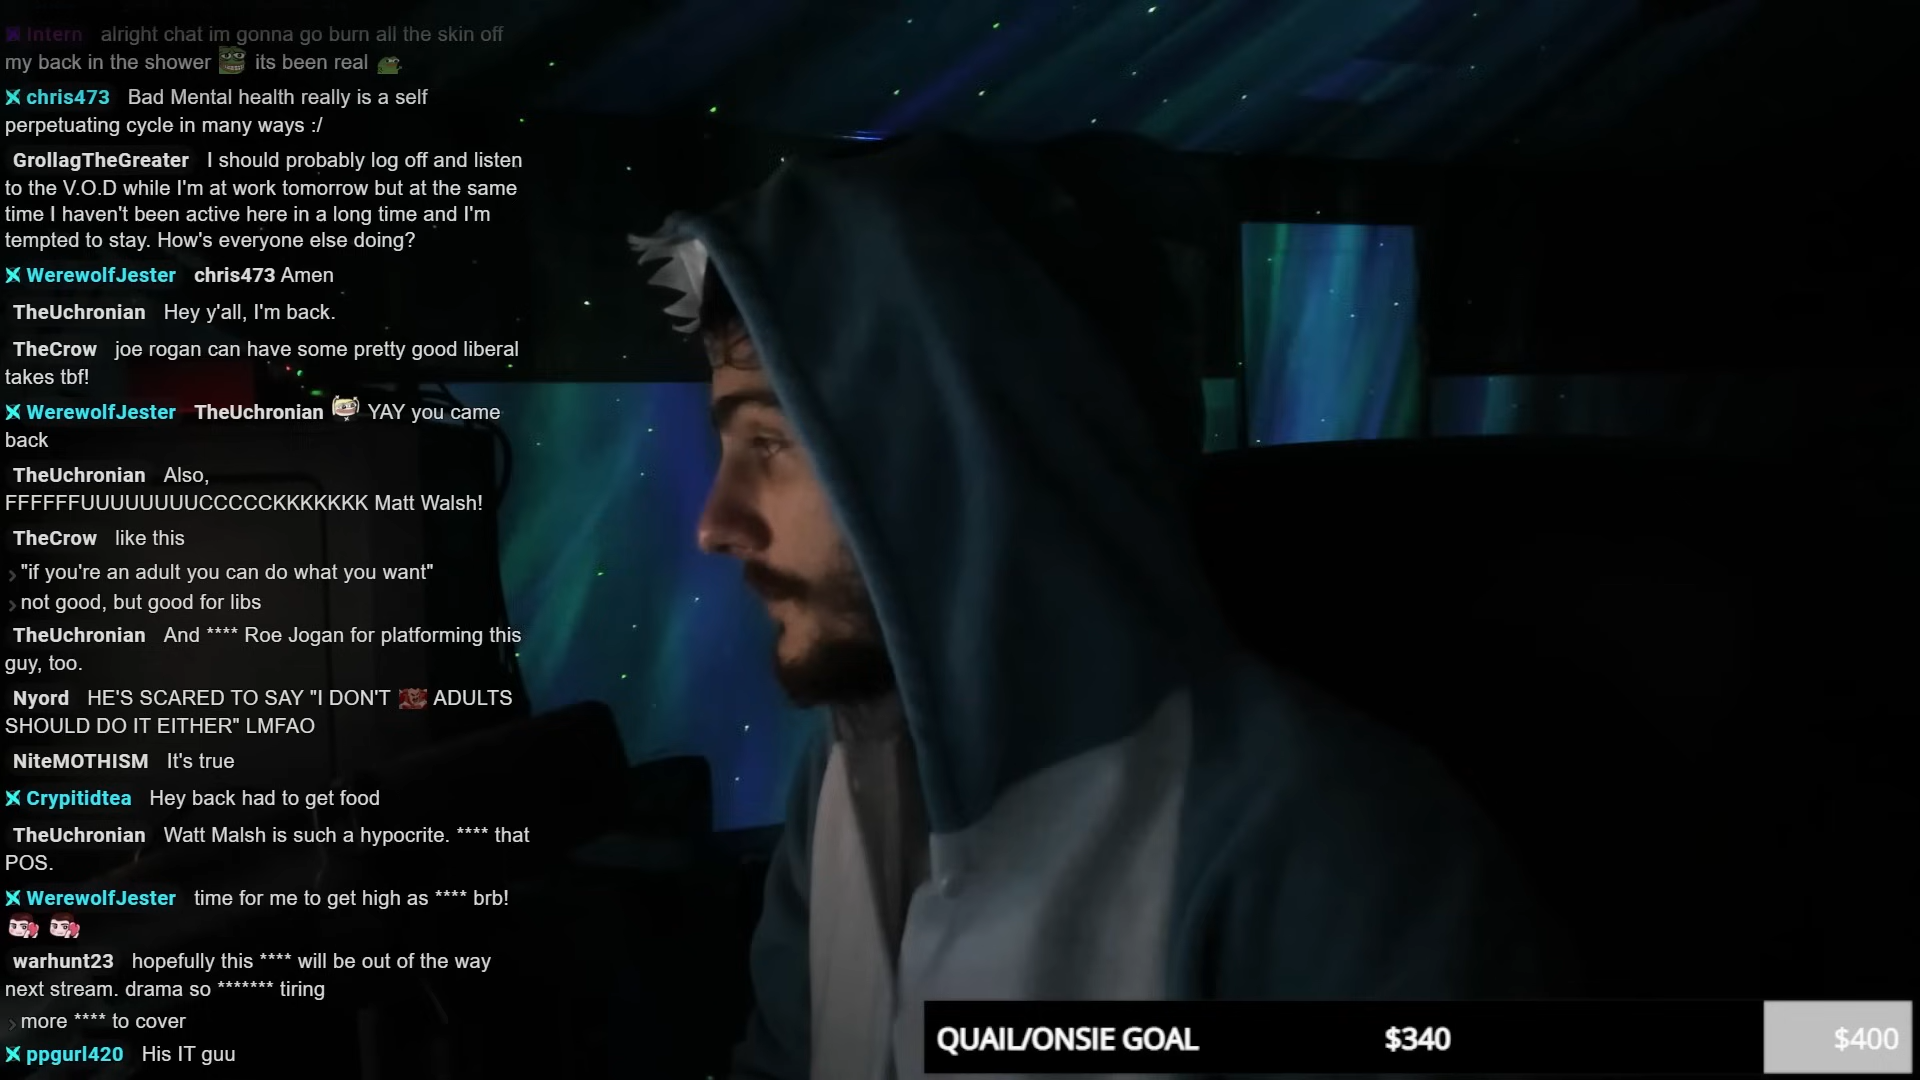 Intern alright chat im gonna go burn all the skin off
my back in the shower its been real
chris473 Bad Mental health really is a self
perpetuating cycle in many ways :/
GrollagTheGreater I should probably log off and listen
to the V.O.D while I'm at work tomorrow but at the same
time I haven't been active here in a long time and I'm
tempted to stay. How's everyone else doing?
WerewolfJester chris473 Amen
TheUchronian Hey y'all, I'm back.
TheCrow joe rogan can have some pretty good liberal
takes tbf!
WerewolfJester TheUchronian YAY you came
back
TheUchronian Also,
FFFFFFUUUUUUUUUCCCCCKKKKKKK Matt Walsh!
TheCrow like this
"if you're an adult you can do what you want"
not good, but good for libs
TheUchronian And **** Roe Jogan for platforming this
guy, too.
Nyord HE'S SCARED TO SAY "I DON'T ADULTS
SHOULD DO IT EITHER" LMFAO
NiteMOTHISM It's true
Crypitidtea Hey back had to get food
TheUchronian Watt Malsh is such a hypocrite. **** that
POS.
WerewolfJester time for me to get high as **** brb!
warhunt23 hopefully this **** will be out of the way
next stream. drama so ******* tiring
more **** to cover
ppgurl420 His IT guu
QUAIL/ONSIE GOAL $340 $400